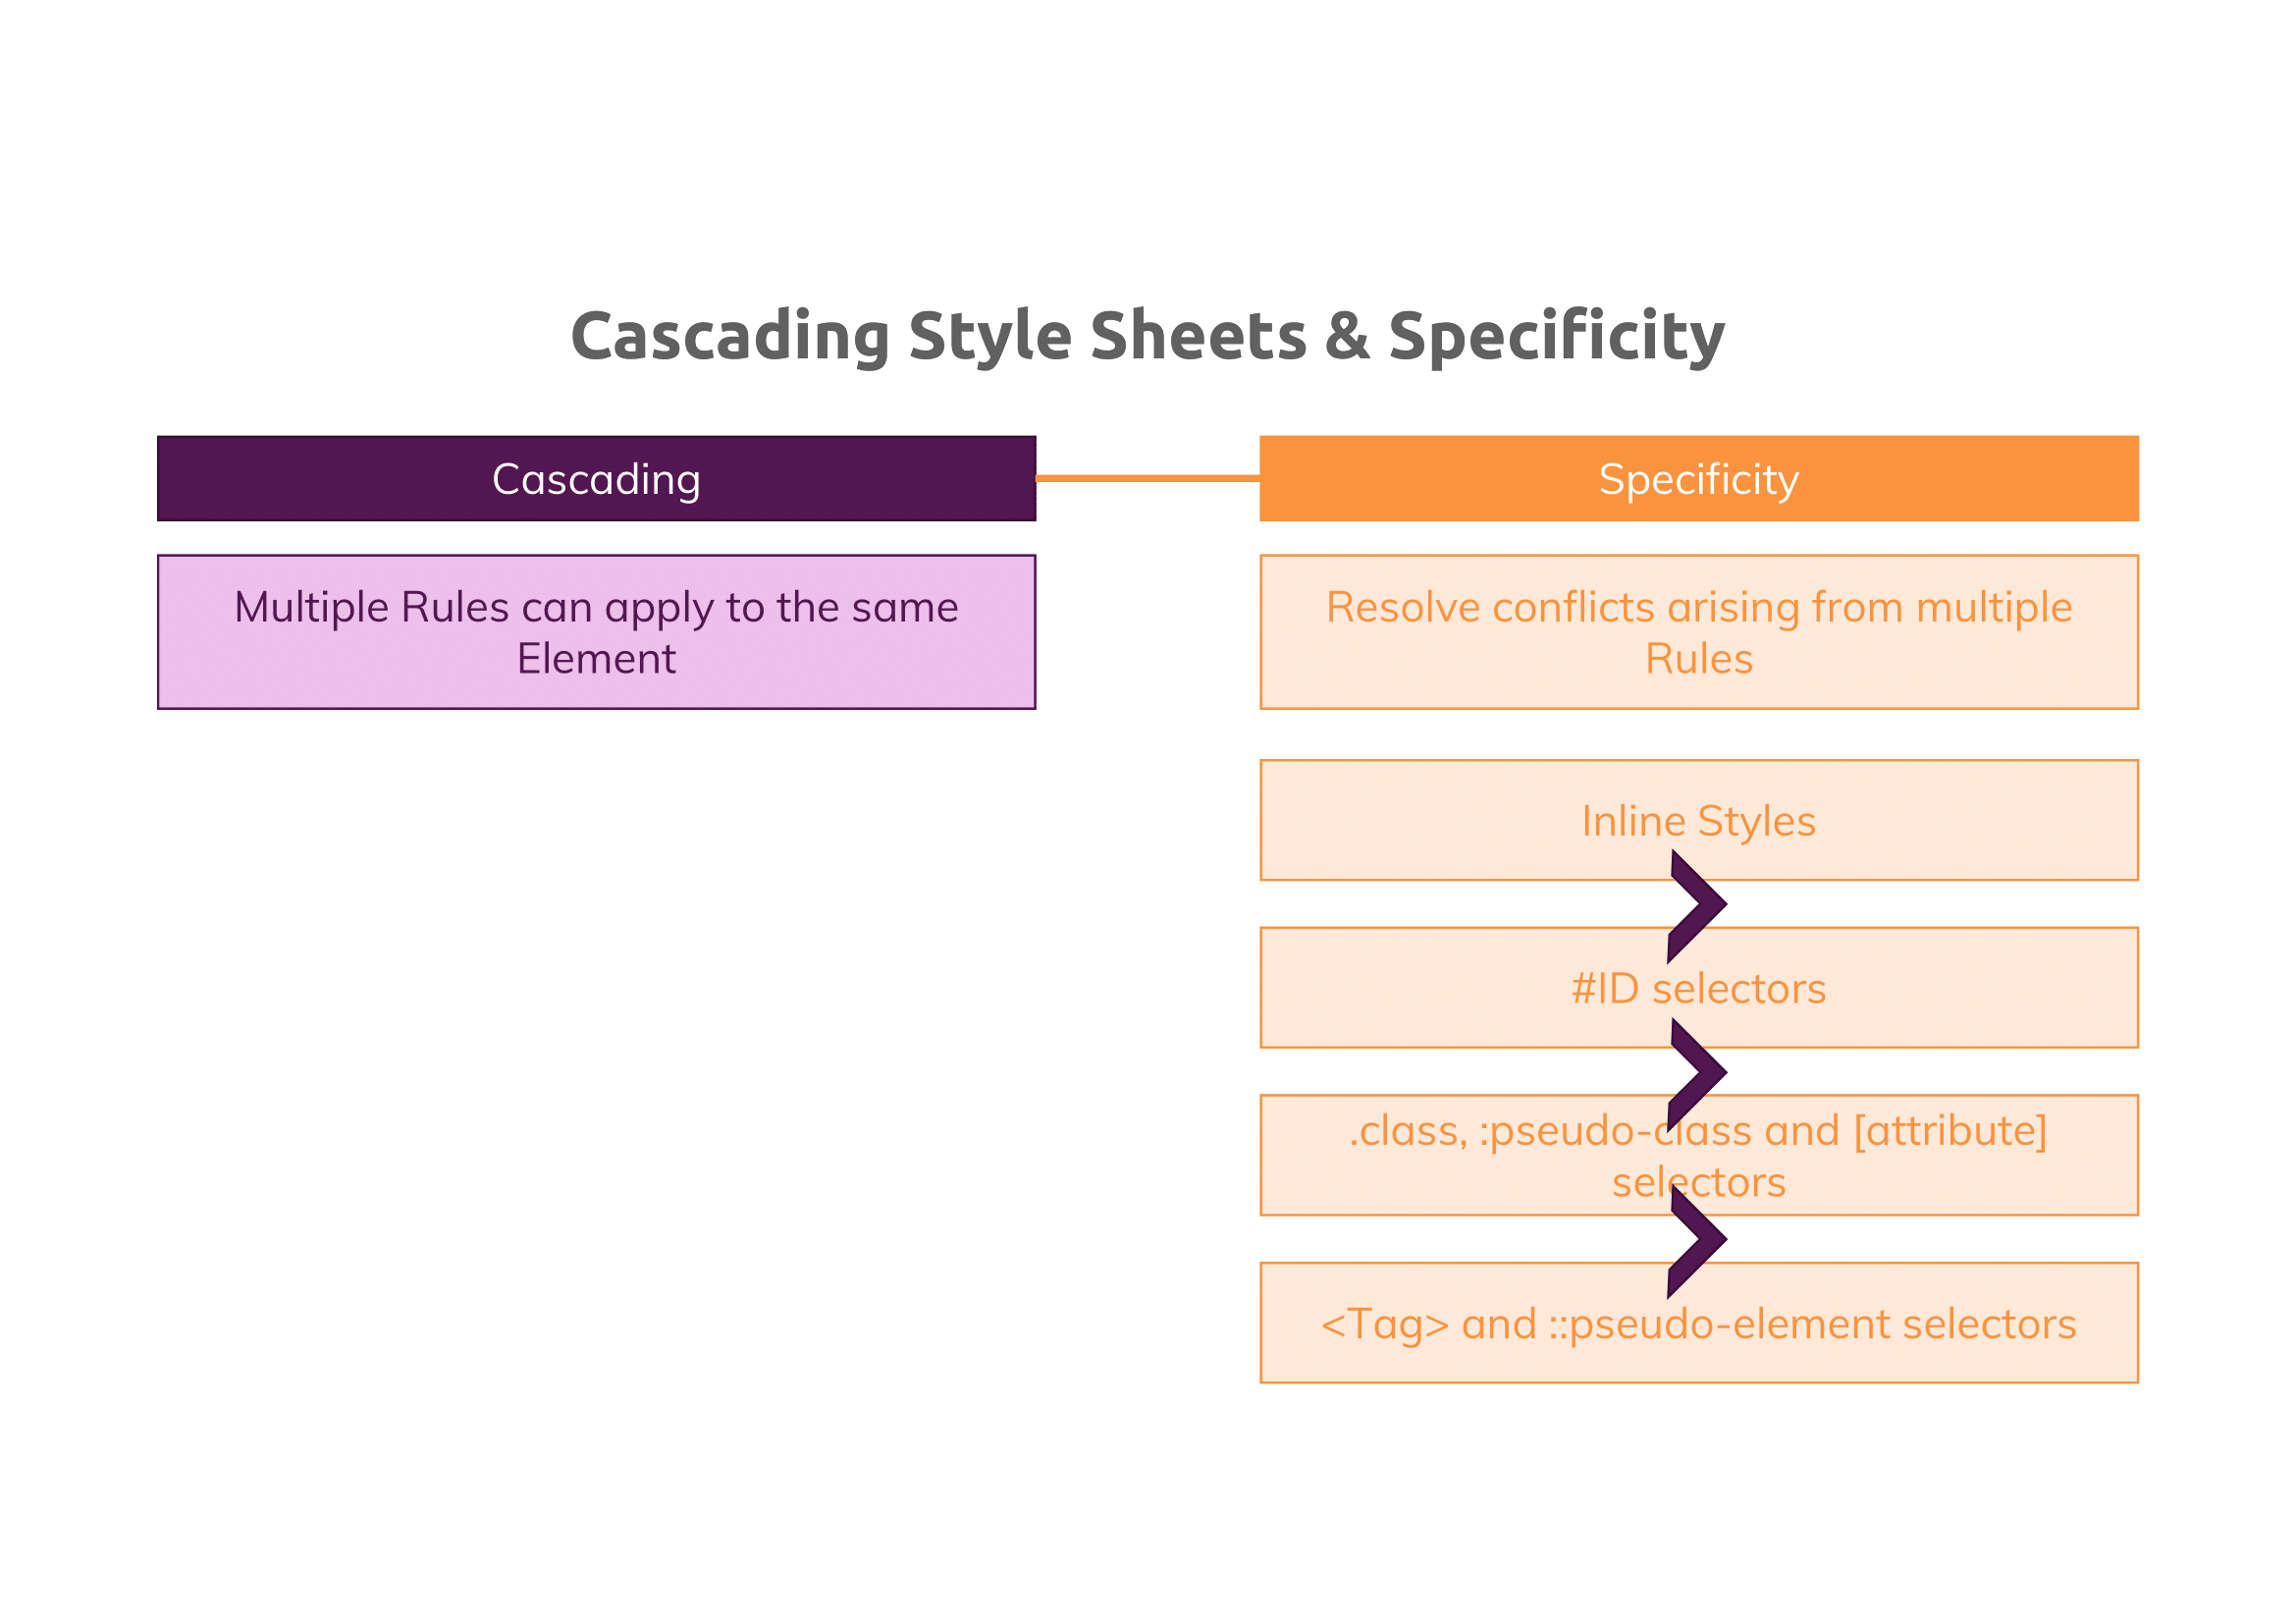 Cascading Style Sheets & Specificity
Cascading
Specificity
Multiple Rules can apply to the same
Element
Resolve conflicts arising from multiple
Rules
Inline Styles
#ID selectors
.class, :pseudo-class and [attribute]
selectors
<Tag> and ::pseudo-element selectors